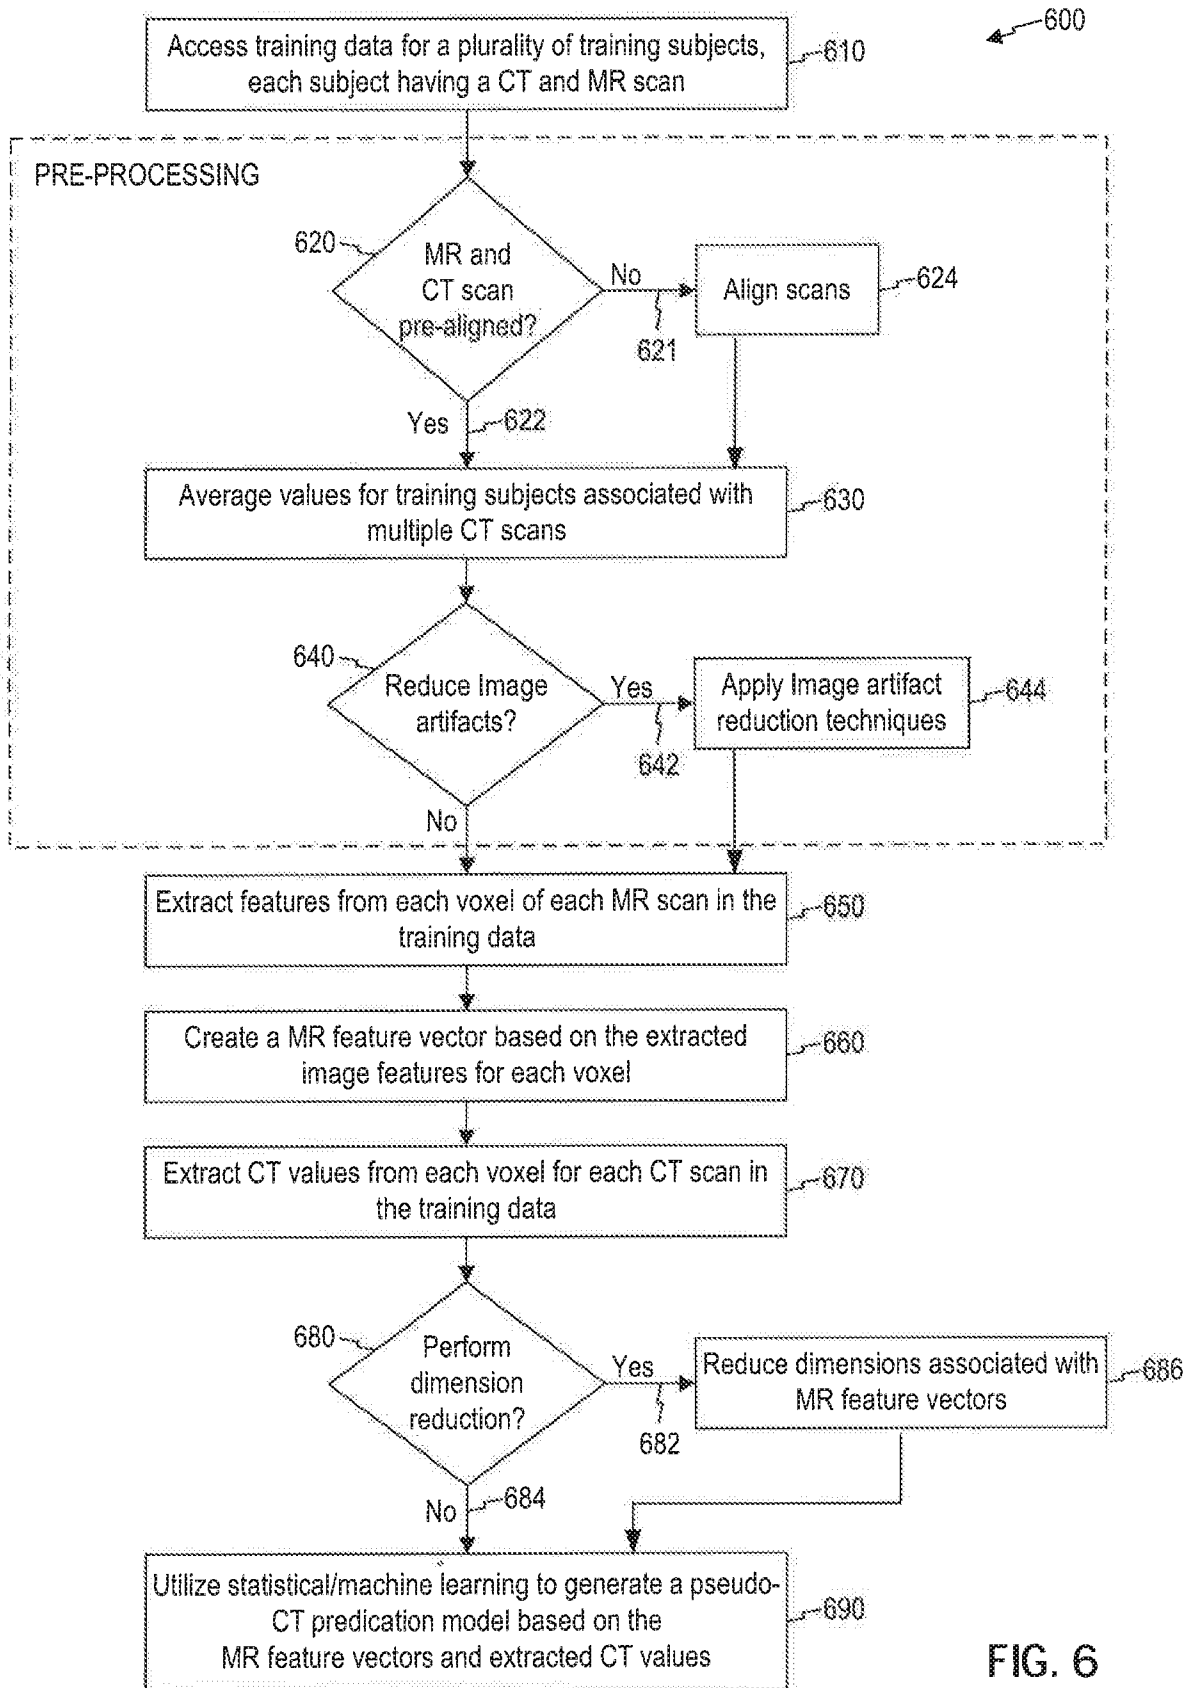 600
Access training data for a plurality of training subjects,
each subject having a CT and MR scan
610
PRE-PROCESSING
620
MR and
CT scan
pre-aligned?
No
621
Align scans
624
Yes
622
Average values for training subjects associated with
multiple CT scans
630
640
Reduce Image
artifacts?
Yes
642
Apply Image artifact
reduction techniques
644
No
Extract features from each voxel of each MR scan in the
training data
650
Create a MR feature vector based on the extracted
image features for each voxel
660
Extract CT values from each voxel for each CT scan in
the training data
670
680
Perform
dimension
reduction?
Yes
682
Reduce dimensions associated with
MR feature vectors
686
No
684
Utilize statistical/machine learning to generate a pseudo-
CT predication model based on the
MR feature vectors and extracted CT values
690
FIG. 6